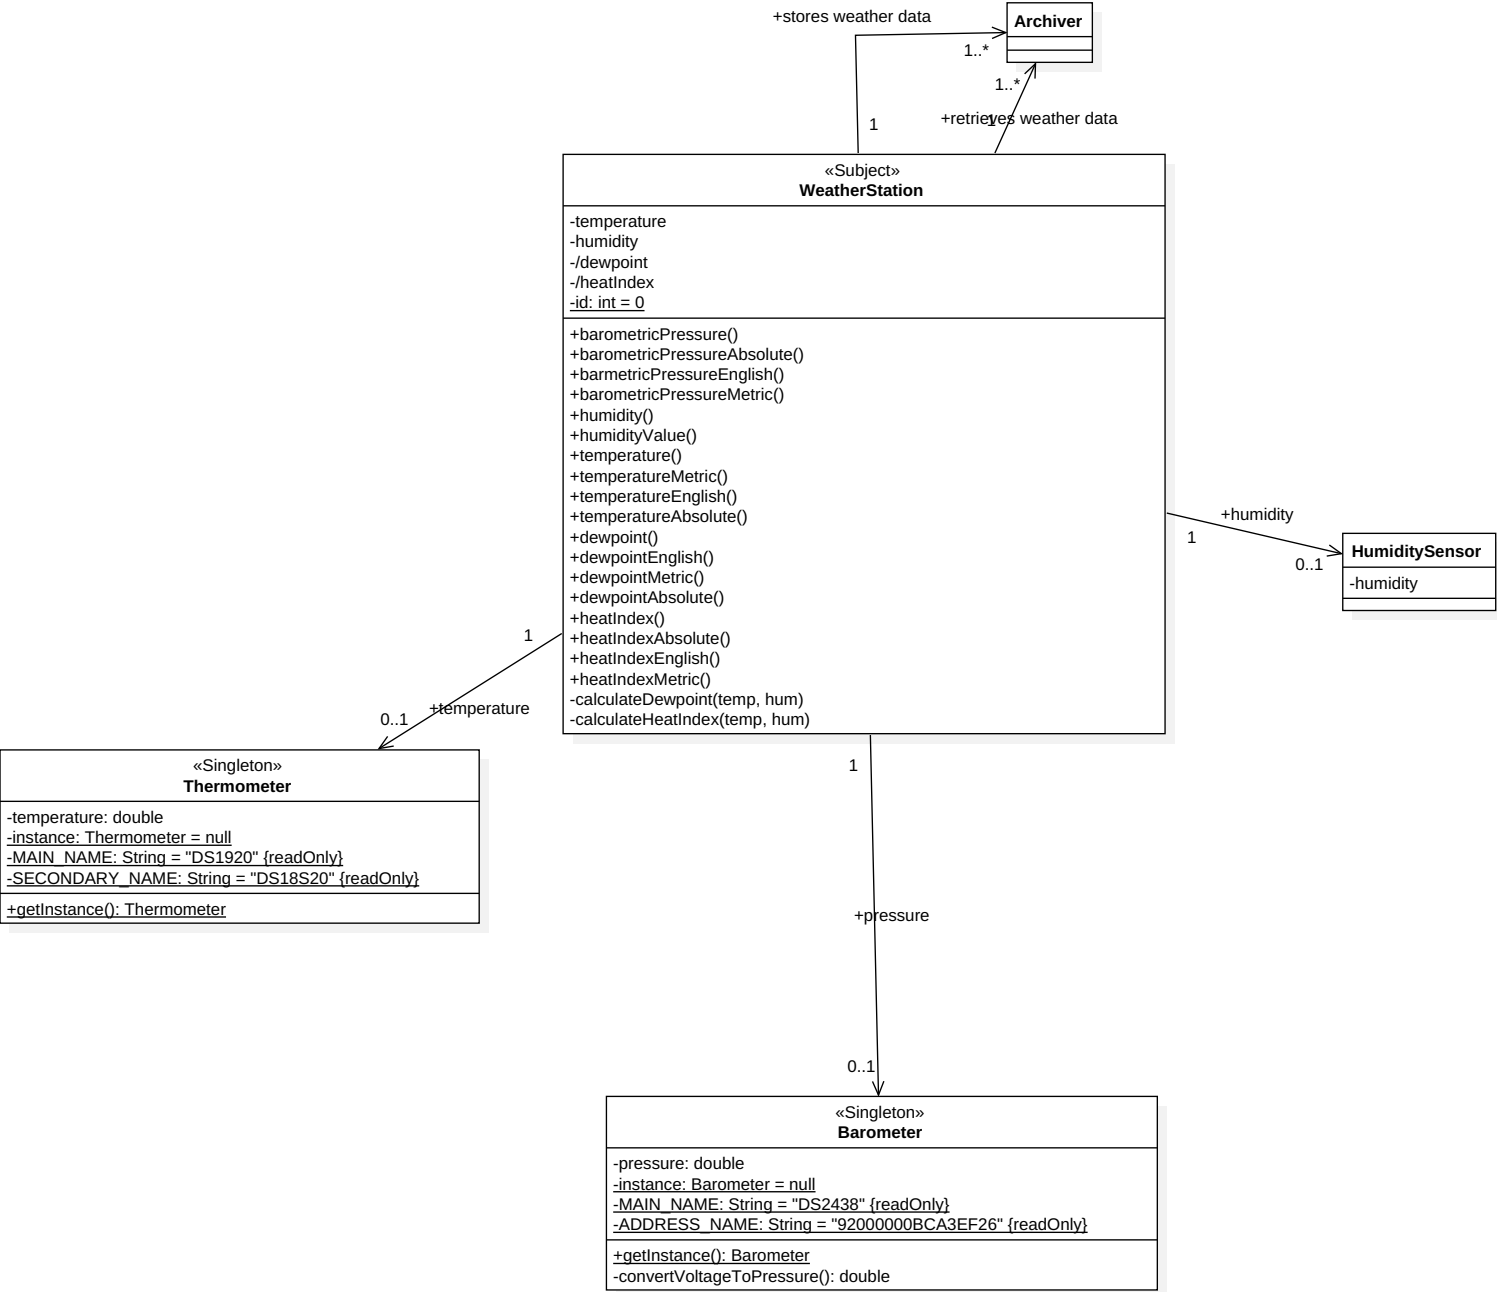 +stores weather data
Archiver
1..*
1..*
1
+retrieves weather data
1
«Subject»
WeatherStation
-temperature
-humidity
-/dewpoint
-/heatIndex
-id: int = 0
+barometricPressure()
+barometricPressureAbsolute()
+barmetricPressureEnglish()
+barometricPressureMetric()
+humidity()
+humidityValue()
+temperature()
+temperatureMetric()
+temperatureEnglish()
+temperatureAbsolute()
+dewpoint()
+dewpointEnglish()
+dewpointMetric()
+dewpointAbsolute()
+heatIndex()
+heatIndexAbsolute()
+heatIndexEnglish()
+heatIndexMetric()
-calculateDewpoint(temp, hum)
-calculateHeatIndex(temp, hum)
+humidity
1
0..1
HumiditySensor
-humidity
1
+temperature
0..1
«Singleton»
Thermometer
-temperature: double
-instance: Thermometer = null
-MAIN_NAME: String = "DS1920" {readOnly}
-SECONDARY_NAME: String = "DS18S20" {readOnly}
+getInstance(): Thermometer
1
+pressure
0..1
«Singleton»
Barometer
-pressure: double
-instance: Barometer = null
-MAIN_NAME: String = "DS2438" {readOnly}
-ADDRESS_NAME: String = "92000000BCA3EF26" {readOnly}
+getInstance(): Barometer
-convertVoltageToPressure(): double